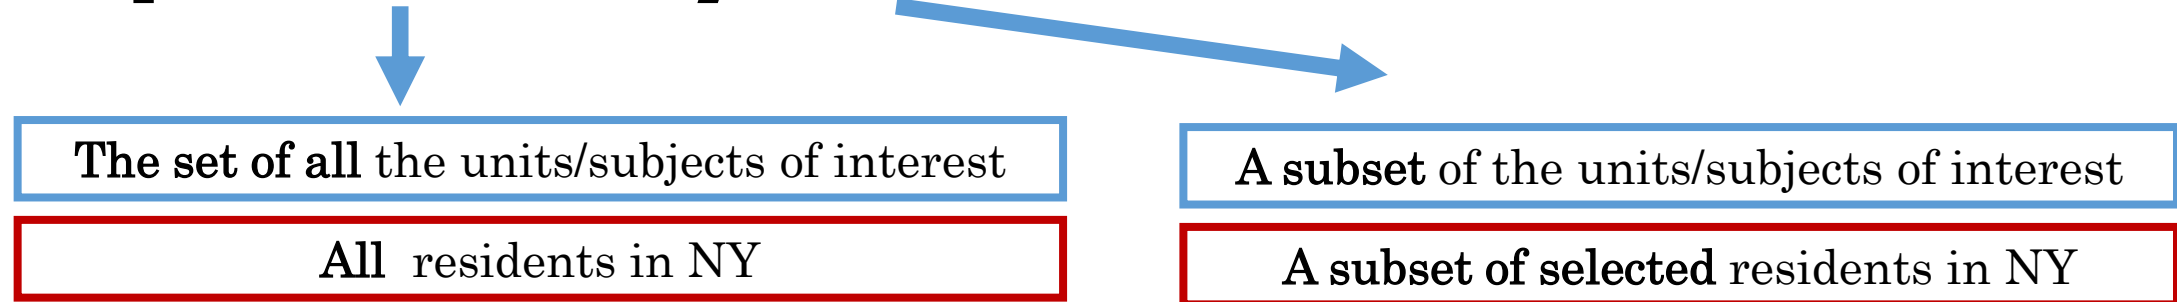 The set of all the units/subjects of interest
A subset of the units/subjects of interest
All residents in NY
A subset of selected residents in NY